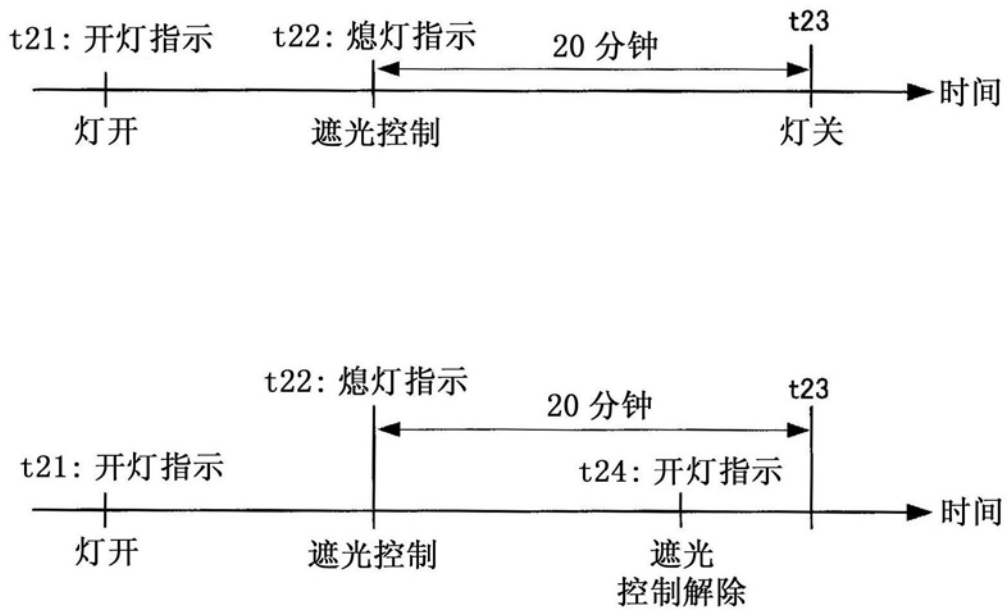 t21: 开灯指示
t22: 熄灯指示
20 分钟
t23
时间
灯开
遮光控制
灯关
t22: 熄灯指示
20 分钟
t23
t21: 开灯指示
t24: 开灯指示
时间
灯开
遮光控制
遮光
控制解除